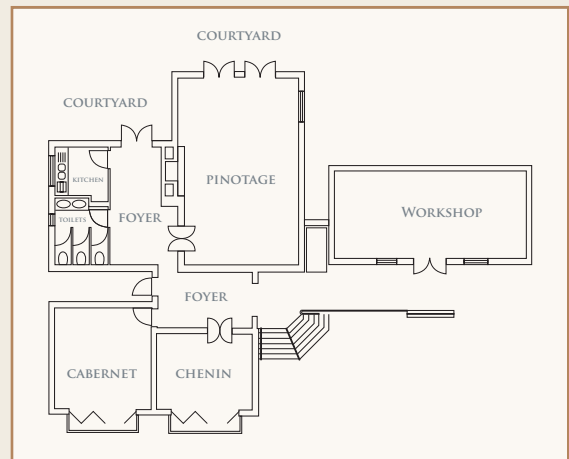 COURTYARD
COURTYARD
KITCHEN
PINOTAGE
TOILETS
FOYER
WORKSHOP
FOYER
CABERNET
CHENIN